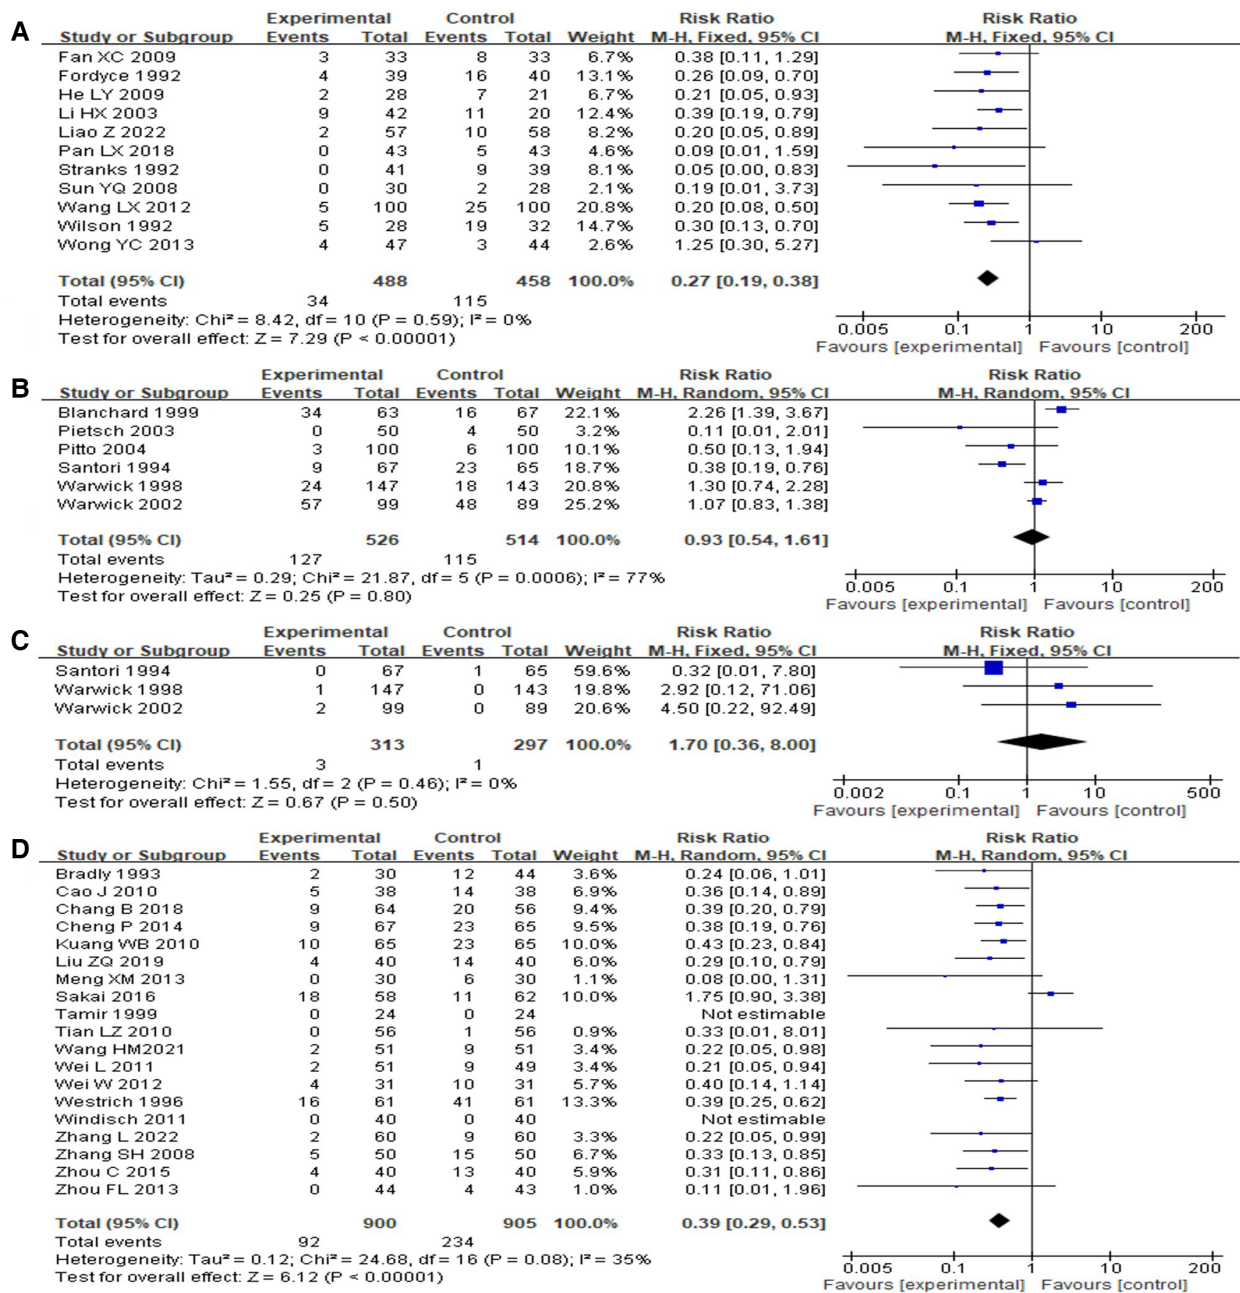 A
Experimental Control Risk Ratio Risk Ratio
Study or Subgroup Events Total Events Total Weight M-H, Fixed, 95% CI M-H, Fixed, 95% CI
Fan XC 2009 3 33 8 33 6.7% 0.38 [0.11, 1.29]
Fordyce 1992 4 39 16 40 13.1% 0.26 [0.09, 0.70]
He LY 2009 2 28 7 21 6.7% 0.21 [0.05, 0.93]
Li HX 2003 9 42 11 20 12.4% 0.39 [0.19, 0.79]
Liao Z 2022 2 57 10 58 8.2% 0.20 [0.05, 0.89]
Pan LX 2018 0 43 5 43 4.6% 0.09 [0.01, 1.59]
Stranks 1992 0 41 9 39 8.1% 0.05 [0.00, 0.83]
Sun YQ 2008 0 30 2 28 2.1% 0.19 [0.01, 3.73]
Wang LX 2012 5 100 25 100 20.8% 0.20 [0.08, 0.50]
Wilson 1992 5 28 19 32 14.7% 0.30 [0.13, 0.70]
Wong YC 2013 4 47 3 44 2.6% 1.25 [0.30, 5.27]
Total (95% CI) 488 458 100.0% 0.27 [0.19, 0.38]
Total events 34 115
Heterogeneity: Chi² = 8.42, df = 10 (P = 0.59); I² = 0%
Test for overall effect: Z = 7.29 (P < 0.00001)
0.005 0.1 1 10 200
Favours [experimental] Favours [control]
B
Experimental Control Risk Ratio Risk Ratio
Study or Subgroup Events Total Events Total Weight M-H, Random, 95% CI M-H, Random, 95% CI
Blanchard 1999 34 63 16 67 22.1% 2.26 [1.39, 3.67]
Pietsch 2003 0 50 4 50 3.2% 0.11 [0.01, 2.01]
Pitto 2004 3 100 6 100 10.1% 0.50 [0.13, 1.94]
Santori 1994 9 67 23 65 18.7% 0.38 [0.19, 0.76]
Warwick 1998 24 147 18 143 20.8% 1.30 [0.74, 2.28]
Warwick 2002 57 99 48 89 25.2% 1.07 [0.83, 1.38]
Total (95% CI) 526 514 100.0% 0.93 [0.54, 1.61]
Total events 127 115
Heterogeneity: Tau² = 0.29; Chi² = 21.87, df = 5 (P = 0.0006); I² = 77%
Test for overall effect: Z = 0.25 (P = 0.80)
0.005 0.1 1 10 200
Favours [experimental] Favours [control]
C
Experimental Control Risk Ratio Risk Ratio
Study or Subgroup Events Total Events Total Weight M-H, Fixed, 95% CI M-H, Fixed, 95% CI
Santori 1994 0 67 1 65 59.6% 0.32 [0.01, 7.80]
Warwick 1998 1 147 0 143 19.8% 2.92 [0.12, 71.06]
Warwick 2002 2 99 0 89 20.6% 4.50 [0.22, 92.49]
Total (95% CI) 313 297 100.0% 1.70 [0.36, 8.00]
Total events 3 1
Heterogeneity: Chi² = 1.55, df = 2 (P = 0.46); I² = 0%
Test for overall effect: Z = 0.67 (P = 0.50)
0.002 0.1 1 10 500
Favours [experimental] Favours [control]
D
Experimental Control Risk Ratio Risk Ratio
Study or Subgroup Events Total Events Total Weight M-H, Random, 95% CI M-H, Random, 95% CI
Bradly 1993 2 30 12 44 3.6% 0.24 [0.06, 1.01]
Cao J 2010 5 38 14 38 6.9% 0.36 [0.14, 0.89]
Chang B 2018 9 64 20 56 9.4% 0.39 [0.20, 0.79]
Cheng P 2014 9 67 23 65 9.5% 0.38 [0.19, 0.76]
Kuang WB 2010 10 65 23 65 10.0% 0.43 [0.23, 0.84]
Liu ZQ 2019 4 40 14 40 6.0% 0.29 [0.10, 0.79]
Meng XM 2013 0 30 6 30 1.1% 0.08 [0.00, 1.31]
Sakai 2016 18 58 11 62 10.0% 1.75 [0.90, 3.38]
Tamir 1999 0 24 0 24 Not estimable
Tian LZ 2010 0 56 1 56 0.9% 0.33 [0.01, 8.01]
Wang HM2021 2 51 9 51 3.4% 0.22 [0.05, 0.98]
Wei L 2011 2 51 9 49 3.4% 0.21 [0.05, 0.94]
Wei W 2012 4 31 10 31 5.7% 0.40 [0.14, 1.14]
Westrich 1996 16 61 41 61 13.3% 0.39 [0.25, 0.62]
Windisch 2011 0 40 0 40 Not estimable
Zhang L 2022 2 60 9 60 3.3% 0.22 [0.05, 0.99]
Zhang SH 2008 5 50 15 50 6.7% 0.33 [0.13, 0.85]
Zhou C 2015 4 40 13 40 5.9% 0.31 [0.11, 0.86]
Zhou FL 2013 0 44 4 43 1.0% 0.11 [0.01, 1.96]
Total (95% CI) 900 905 100.0% 0.39 [0.29, 0.53]
Total events 92 234
Heterogeneity: Tau² = 0.12; Chi² = 24.68, df = 16 (P = 0.08); I² = 35%
Test for overall effect: Z = 6.12 (P < 0.00001)
0.005 0.1 1 10 200
Favours [experimental] Favours [control]